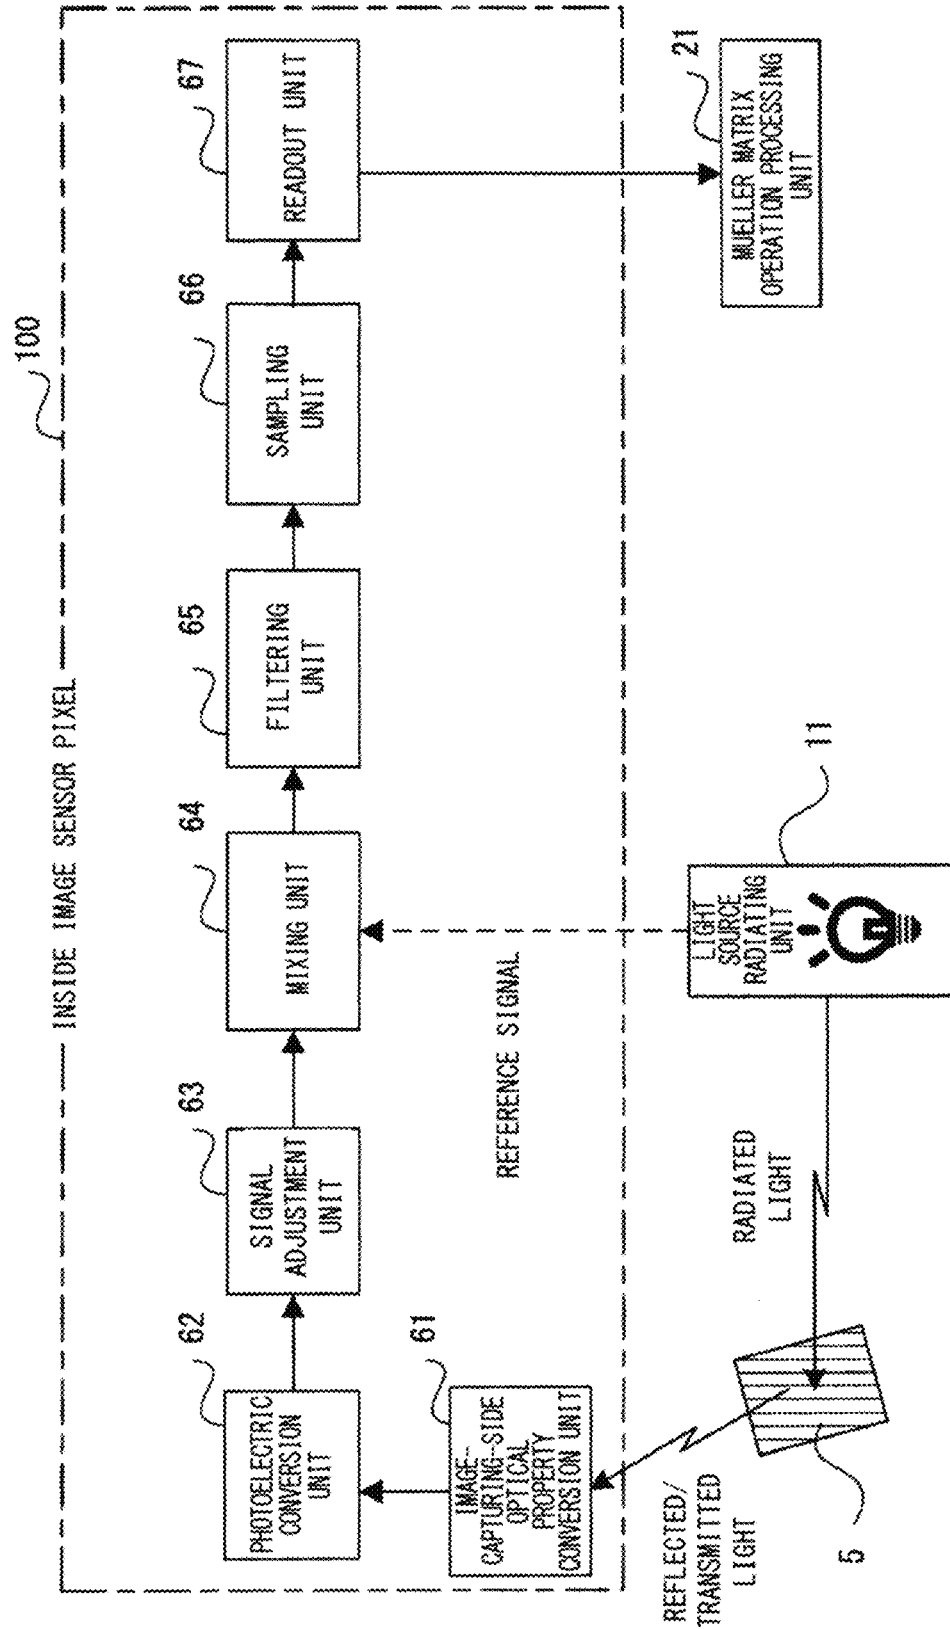 100
INSIDE IMAGE SENSOR PIXEL
62
PHOTOELECTRIC
CONVERSION
UNIT
63
SIGNAL
ADJUSTMENT
UNIT
64
MIXING UNIT
65
FILTERING
UNIT
66
SAMPLING
UNIT
67
READOUT UNIT
61
IMAGE-
CAPTURING-SIDE
OPTICAL
PROPERTY
CONVERSION UNIT
REFERENCE SIGNAL
REFLECTED/
TRANSMITTED
LIGHT
5
RADIATED
LIGHT
LIGHT
SOURCE
RADIATING
UNIT
11
21
MUELLER MATRIX
OPERATION PROCESSING
UNIT